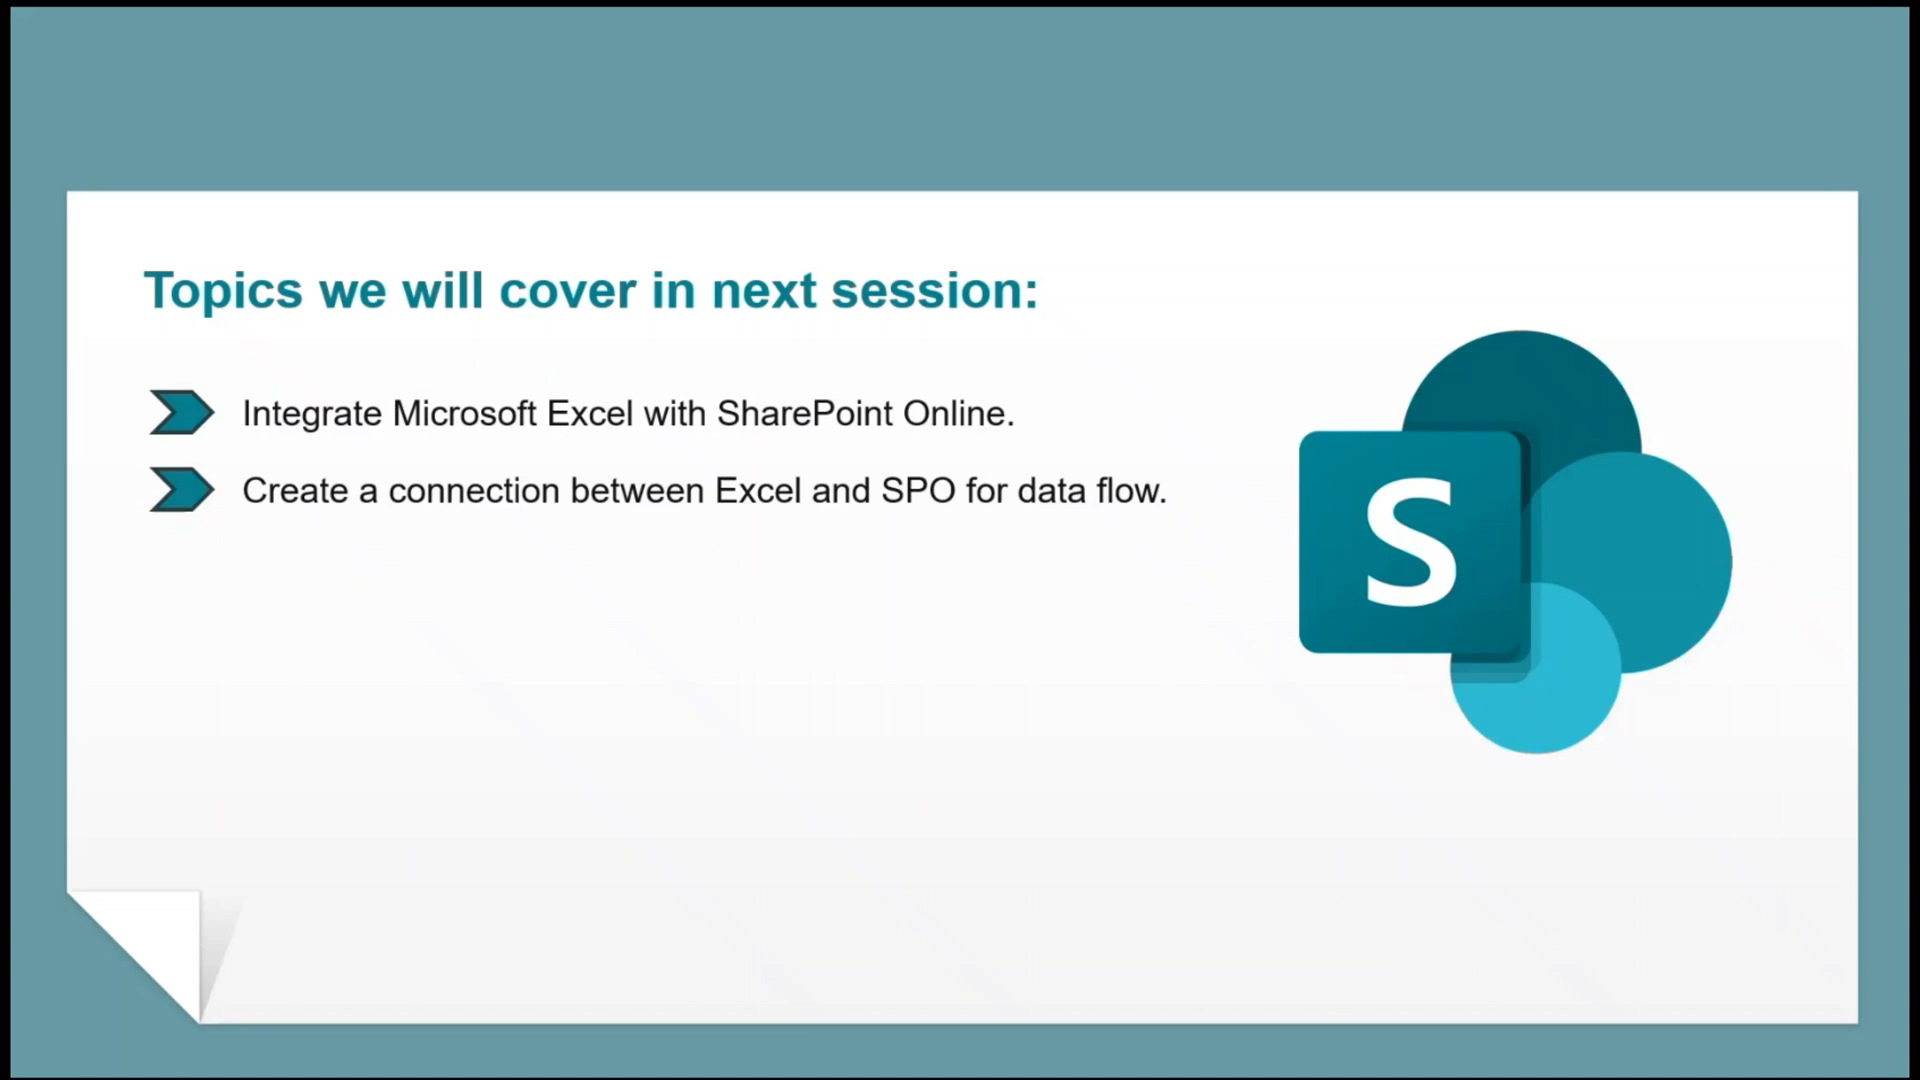 Topics we will cover in next session:
Integrate Microsoft Excel with SharePoint Online.
Create a connection between Excel and SPO for data flow.
S